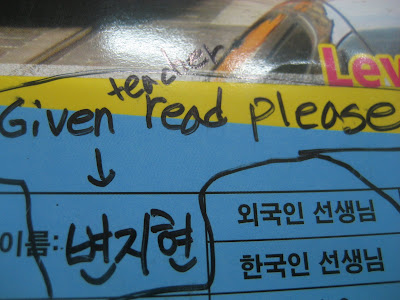 Lev
teacher
Given read please
외국인 선생님
이름: 변지현
한국인 선생님